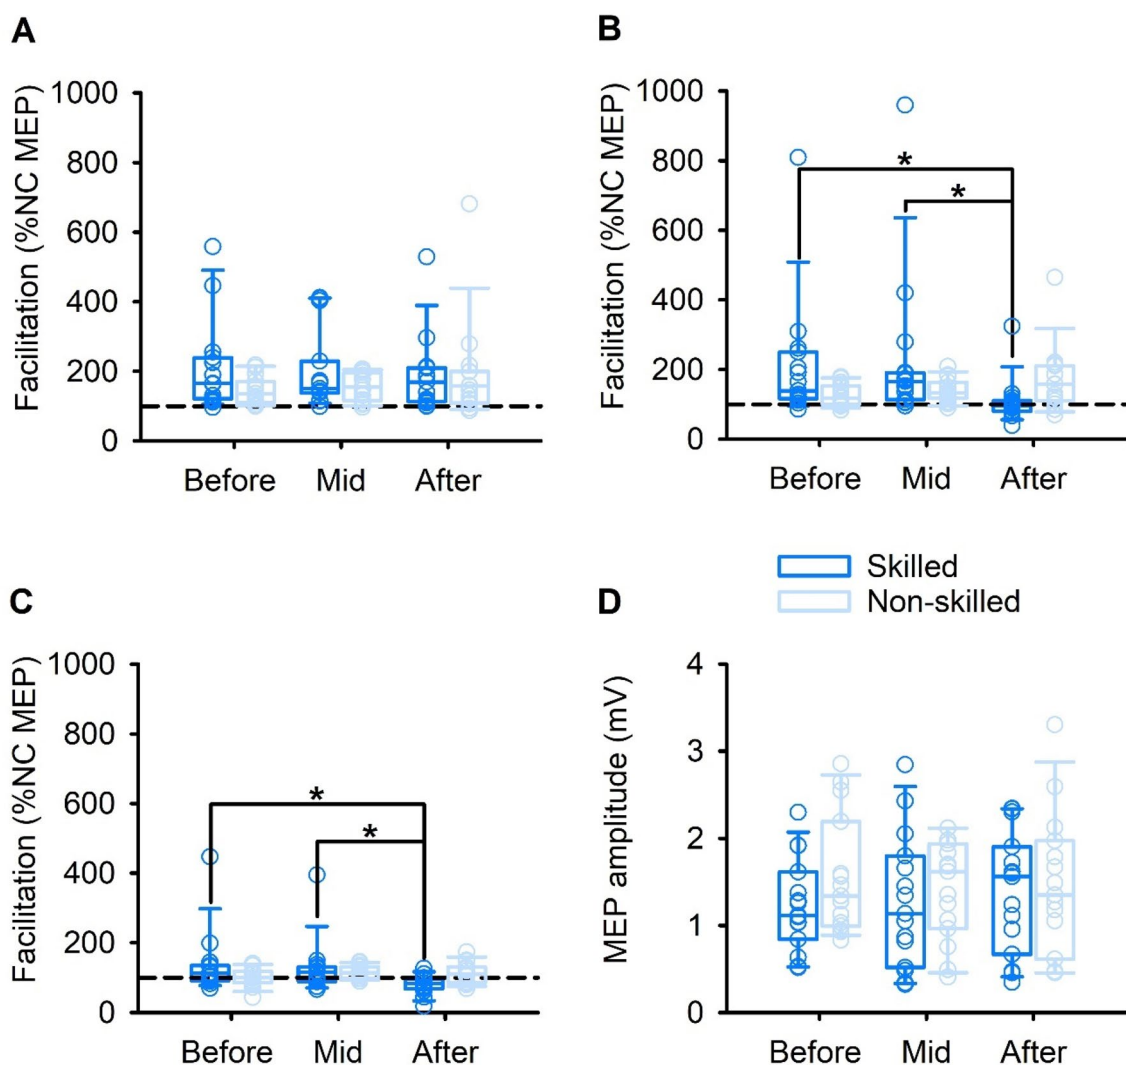 A
Facilitation (%NC MEP)
1000
800
600
400
200
0
Before Mid After
B
Facilitation (%NC MEP)
1000
800
600
400
200
0
*
*
Before Mid After
Skilled
Non-skilled
C
Facilitation (%NC MEP)
1000
800
600
400
200
0
*
*
Before Mid After
D
MEP amplitude (mV)
4
3
2
1
0
Before Mid After